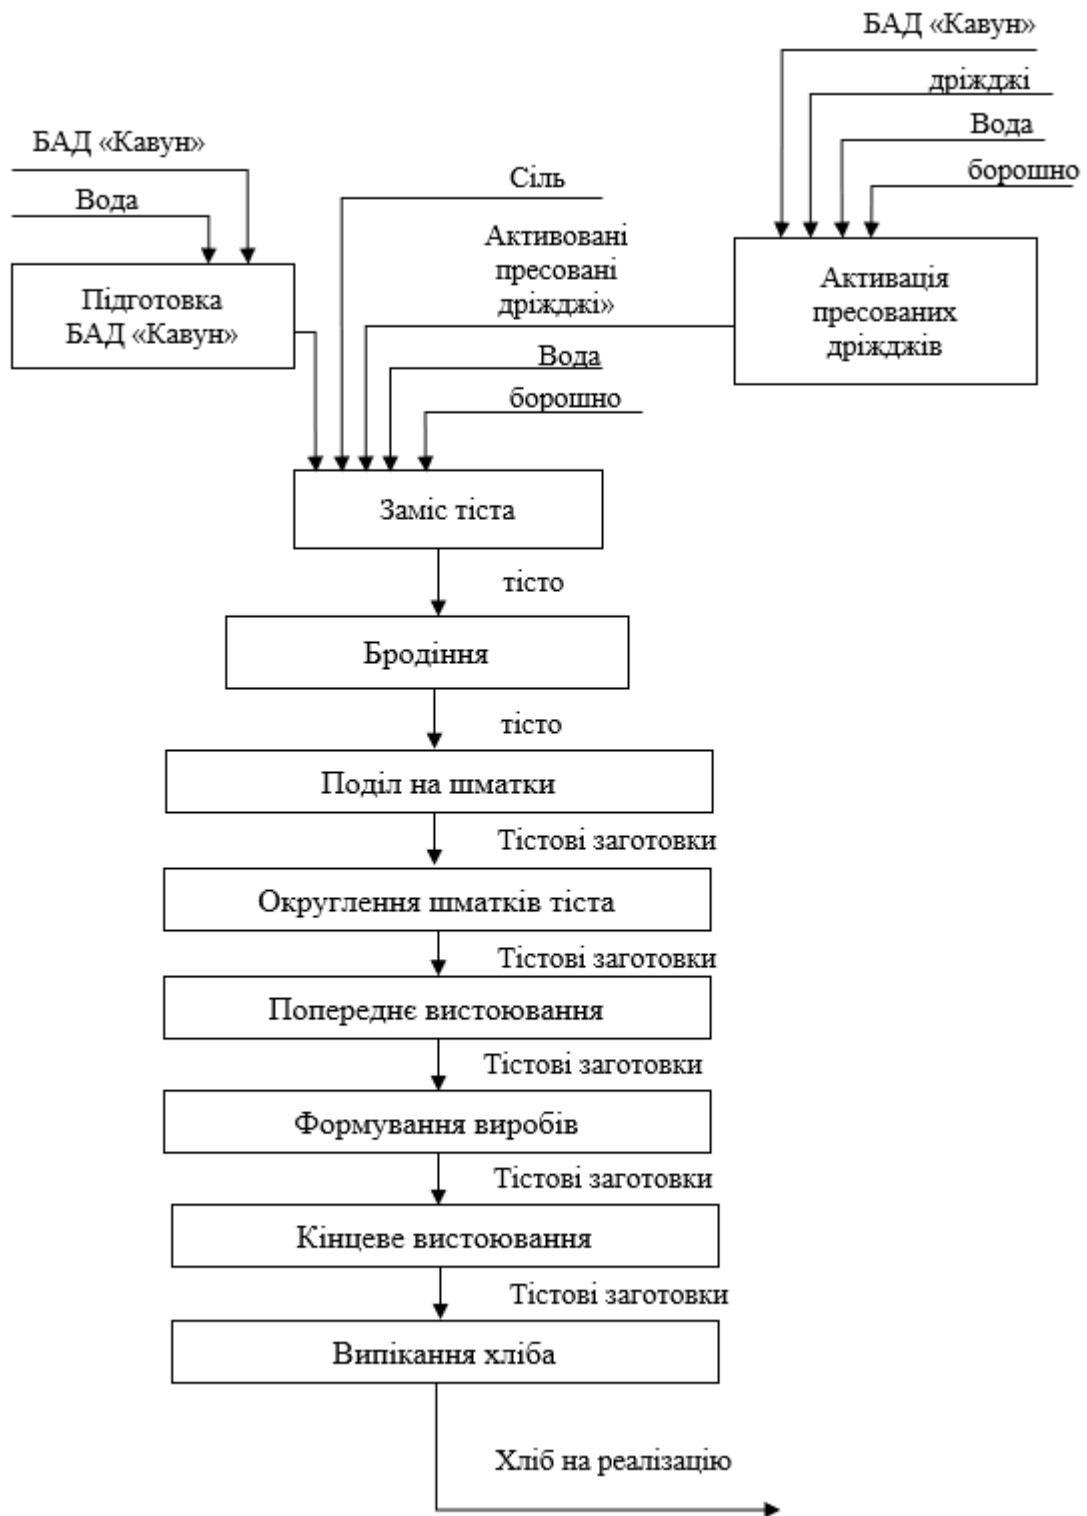 БАД «Кавун»
дріжджі
Вода
борошно
БАД «Кавун»
Вода
Сіль
Активовані
пресовані
дріжджі»
Підготовка
БАД «Кавун»
Активація
пресованих
дріжджів
Вода
борошно
Заміс тіста
тісто
Бродіння
тісто
Поділ на шматки
Тістові заготовки
Округлення шматків тіста
Тістові заготовки
Попереднє вистоювання
Тістові заготовки
Формування виробів
Тістові заготовки
Кінцеве вистоювання
Тістові заготовки
Випікання хліба
Хліб на реалізацію